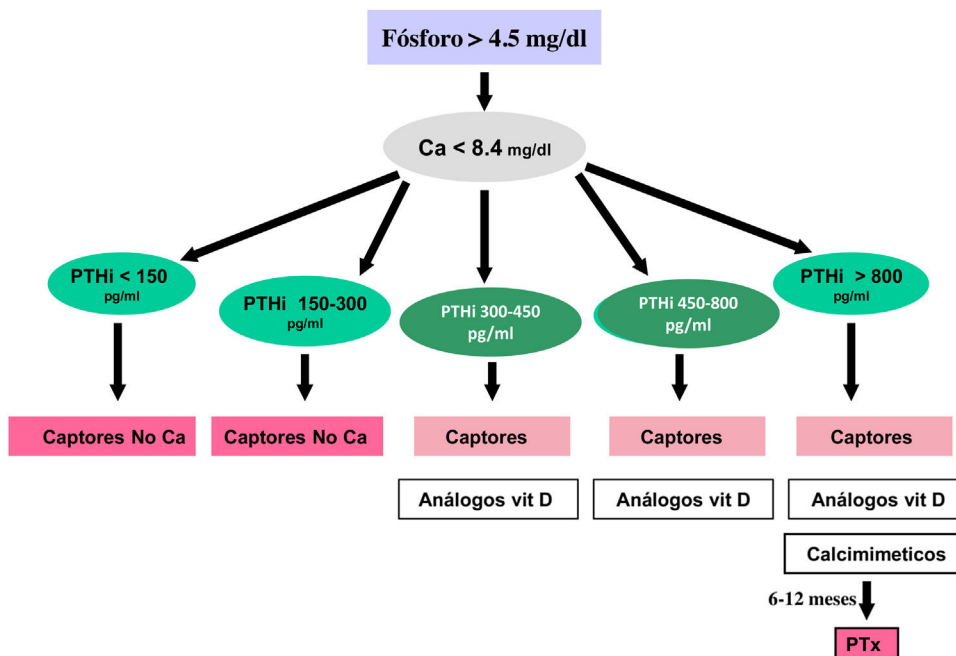 Fósforo > 4.5 mg/dl
Ca < 8.4 mg/dl
PTHi < 150
pg/ml
PTHi 150-300
pg/ml
PTHi 300-450
pg/ml
PTHi 450-800
pg/ml
PTHi > 800
pg/ml
Captores No Ca
Captores No Ca
Captores
Captores
Captores
Análogos vit D
Análogos vit D
Análogos vit D
Calcimimeticos
6-12 meses
PTx